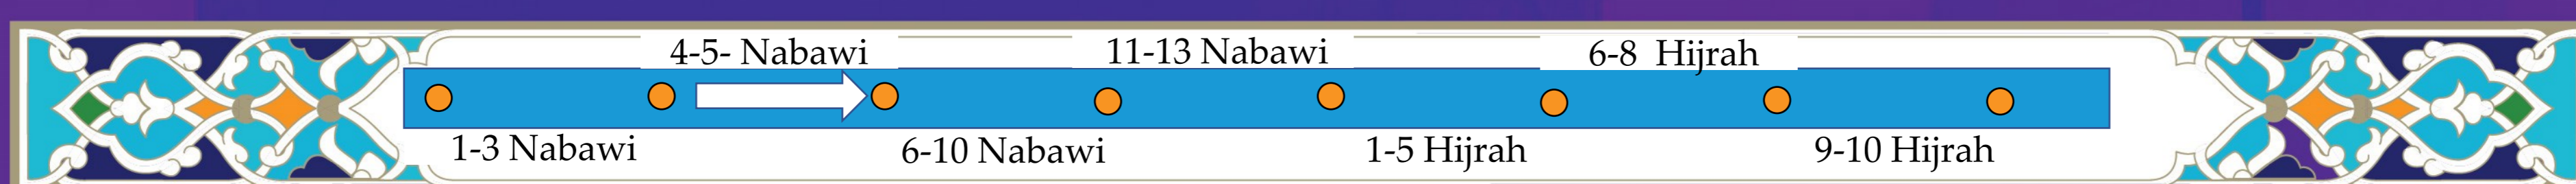 4-5- Nabawi
11-13 Nabawi
6-8 Hijrah
1-3 Nabawi
6-10 Nabawi
1-5 Hijrah
9-10 Hijrah